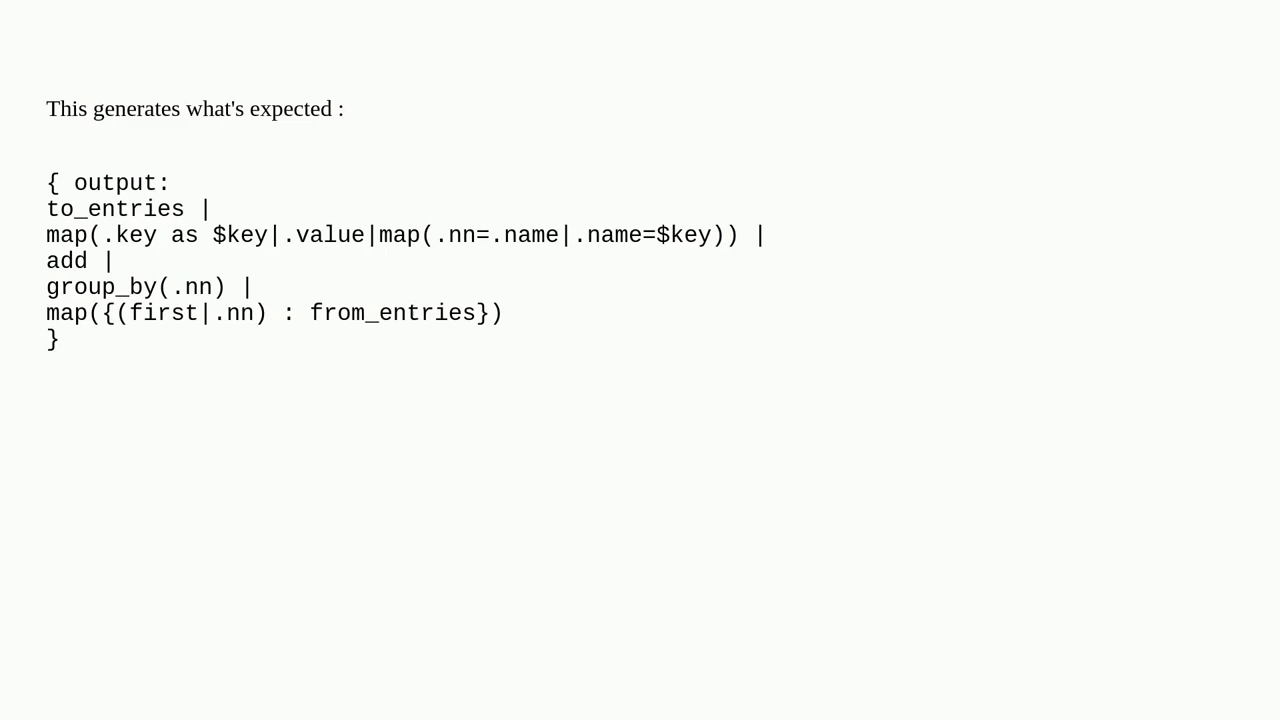 This generates what's expected :
{ output:
to_entries |
map(.key as $key|.value|map(.nn=.name|.name=$key)) |
add |
group_by(.nn) |
map({(first|.nn) : from_entries})
}